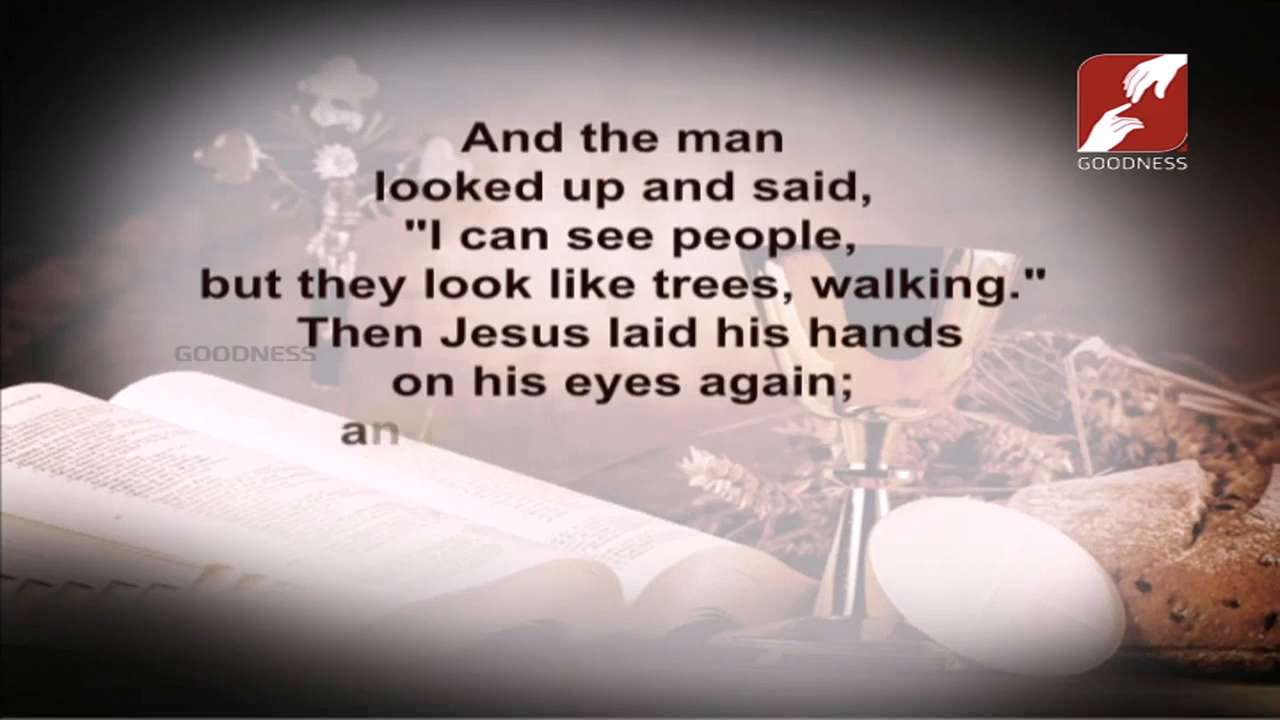 And the man
looked up and said,
"I can see people,
but they look like trees, walking."
Then Jesus laid his hands
on his eyes again;
an
GOODNESS
GOODNESS